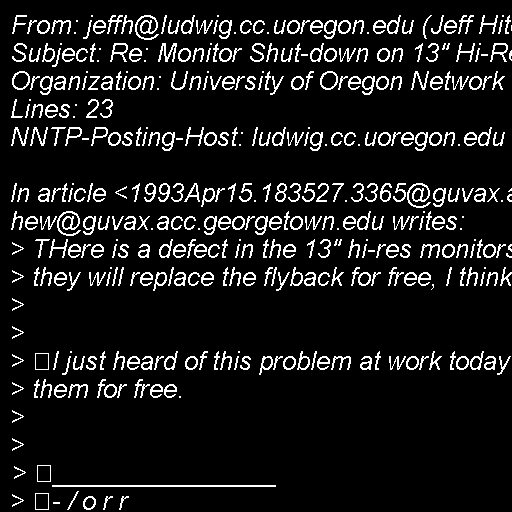 From: jeffh@ludwig.cc.uoregon.edu (Jeff Hit
Subject: Re: Monitor Shut-down on 13" Hi-Re
Organization: University of Oregon Network
Lines: 23
NNTP-Posting-Host: ludwig.cc.uoregon.edu

In article <1993Apr15.183527.3365@guvax.a
hew@guvax.acc.georgetown.edu writes:
> THere is a defect in the 13" hi-res monitors
> they will replace the flyback for free, I think
>
>
> I just heard of this problem at work today
> them for free.
>
>
> ________________
> - / o r r